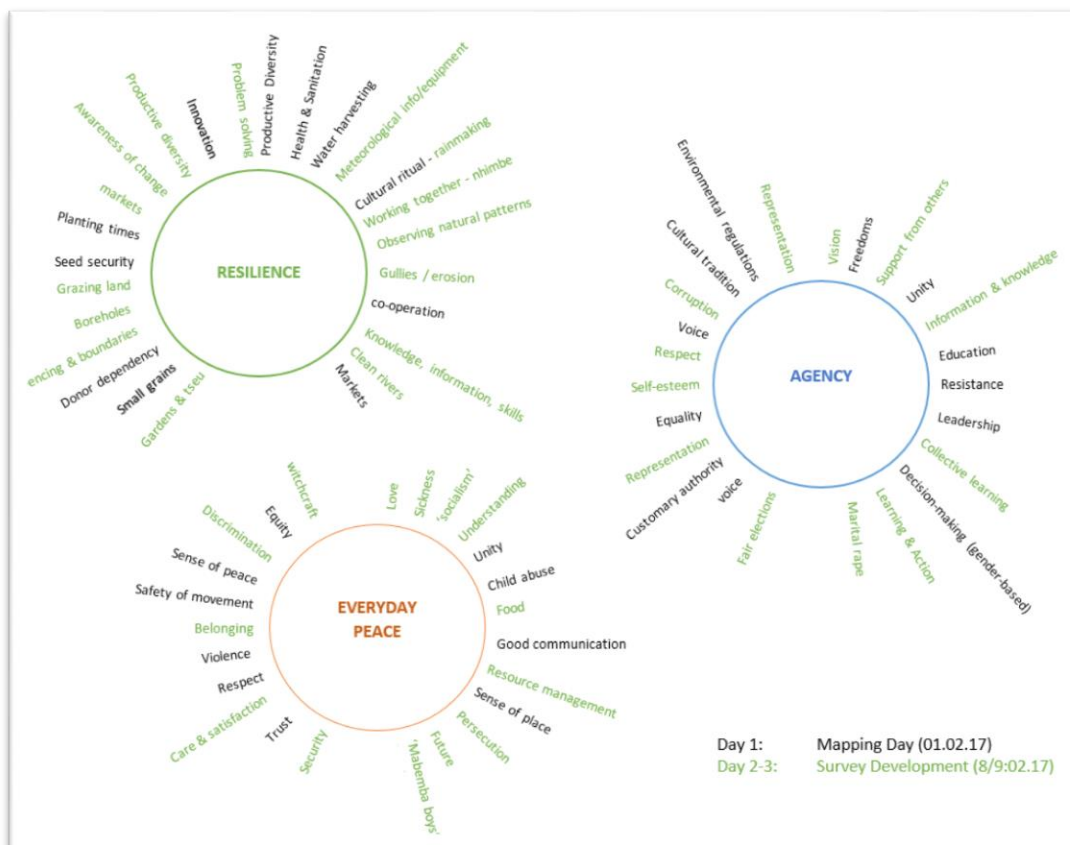 RESILIENCE
Gardens & tseu
Small grains
Donor dependency
encing & boundaries
Boreholes
Grazing land
Seed security
Planting times
markets
Awareness of change
Productive diversity
Innovation
Problem solving
Productive Diversity
Health & Sanitation
Water harvesting
Meteorological info/equipment
Cultural ritual - rainmaking
Working together - nhimbe
Observing natural patterns
Gullies / erosion
co-operation
Knowledge, information, skills
Clean rivers
Markets
AGENCY
Fair elections
voice
Customary authority
Representation
Equality
Self-esteem
Respect
Voice
Corruption
Cultural tradition
Environmental regulations
Representation
Vision
Freedoms
Support from others
Unity
Information & knowledge
Education
Resistance
Leadership
Collective learning
Decision-making (gender-based)
Learning & Action
Marital rape
EVERYDAY
PEACE
Security
Trust
Care & satisfaction
Respect
Violence
Belonging
Safety of movement
Sense of peace
Discrimination
Equity
witchcraft
Love
Sickness
'socialism'
Understanding
Unity
Child abuse
Food
Good communication
Resource management
Sense of place
Persecution
Future
'Mabemba boys'
Day 1: Mapping Day (01.02.17)
Day 2-3: Survey Development (8/9:02.17)